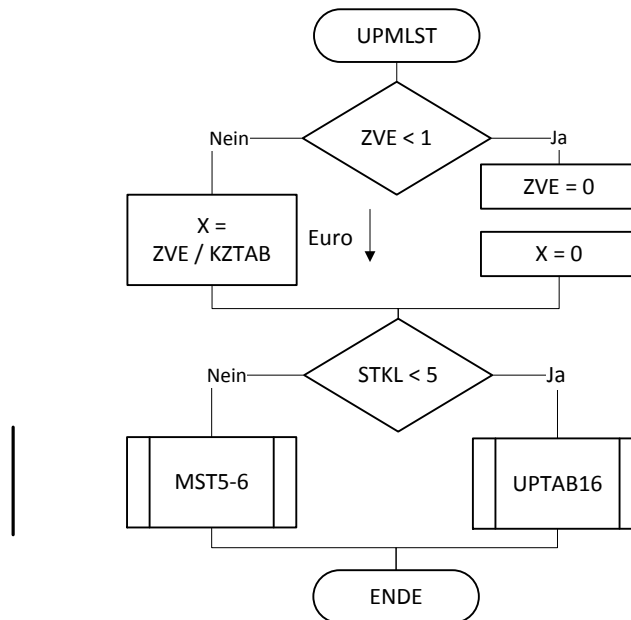 UPMLST
ZVE < 1
Nein
Ja
ZVE = 0
X =
ZVE / KZTAB
Euro
X = 0
STKL < 5
Nein
Ja
MST5-6
UPTAB16
ENDE